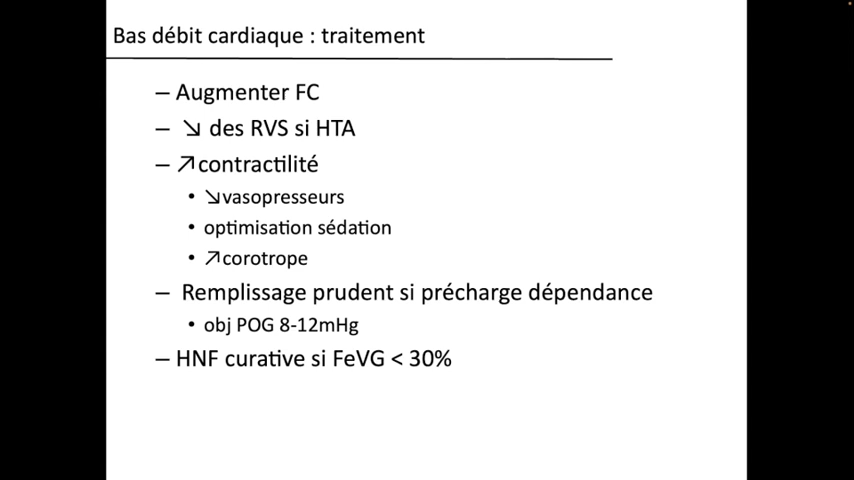 Bas débit cardiaque : traitement
– Augmenter FC
– ↘ des RVS si HTA
– ↗contractilité
• ↘vasopresseurs
• optimisation sédation
• ↗corotrope
– Remplissage prudent si précharge dépendance
• obj POG 8-12mHg
– HNF curative si FeVG < 30%